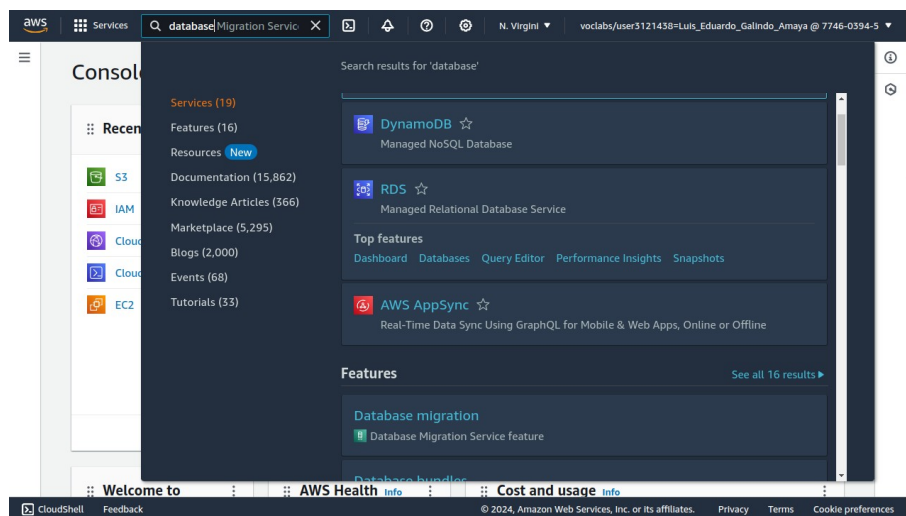 aws
Services
database Migration Servic
N. Virgini
voclabs/user3121438=Luis_Eduardo_Galindo_Amaya @ 7746-0394-5
Consol
Search results for 'database'
Services (19)
Features (16)
Resources New
Documentation (15,862)
Knowledge Articles (366)
Marketplace (5,295)
Blogs (2,000)
Events (68)
Tutorials (33)
Recen
S3
IAM
Cloud
Cloud
EC2
DynamoDB
Managed NoSQL Database
RDS
Managed Relational Database Service
Top features
Dashboard Databases Query Editor Performance Insights Snapshots
AWS AppSync
Real-Time Data Sync Using GraphQL for Mobile & Web Apps, Online or Offline
Features
See all 16 results
Database migration
Database Migration Service feature
Database bundles
Welcome to
AWS Health Info
Cost and usage Info
CloudShell Feedback
© 2024, Amazon Web Services, Inc. or its affiliates. Privacy Terms Cookie preferences